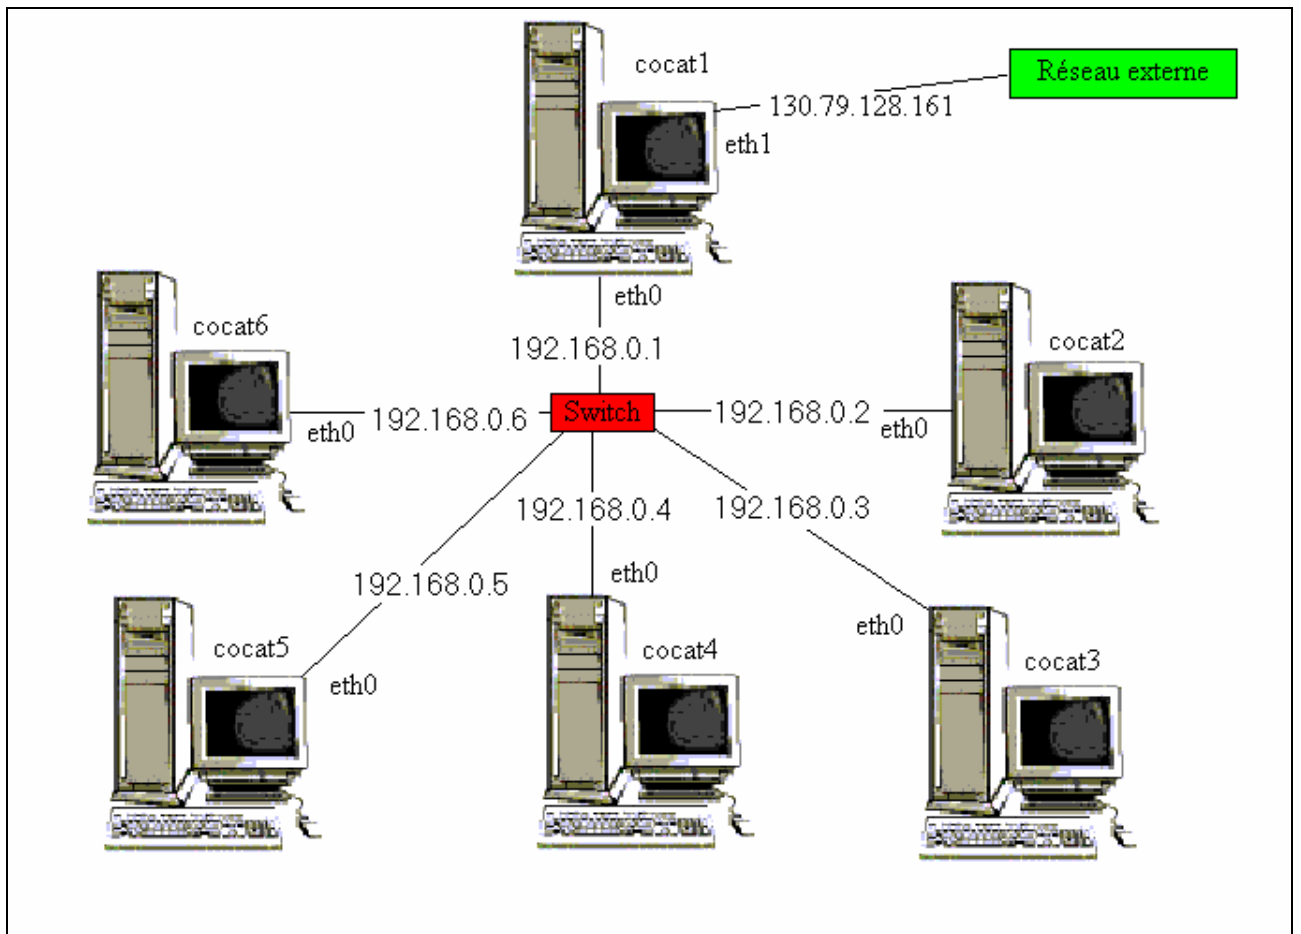 cocat1
Réseau externe
130.79.128.161
eth1
eth0
192.168.0.1
cocat6
cocat2
Switch
192.168.0.6
eth0
192.168.0.2
eth0
192.168.0.4
192.168.0.3
192.168.0.5
eth0
eth0
cocat5
eth0
cocat4
cocat3